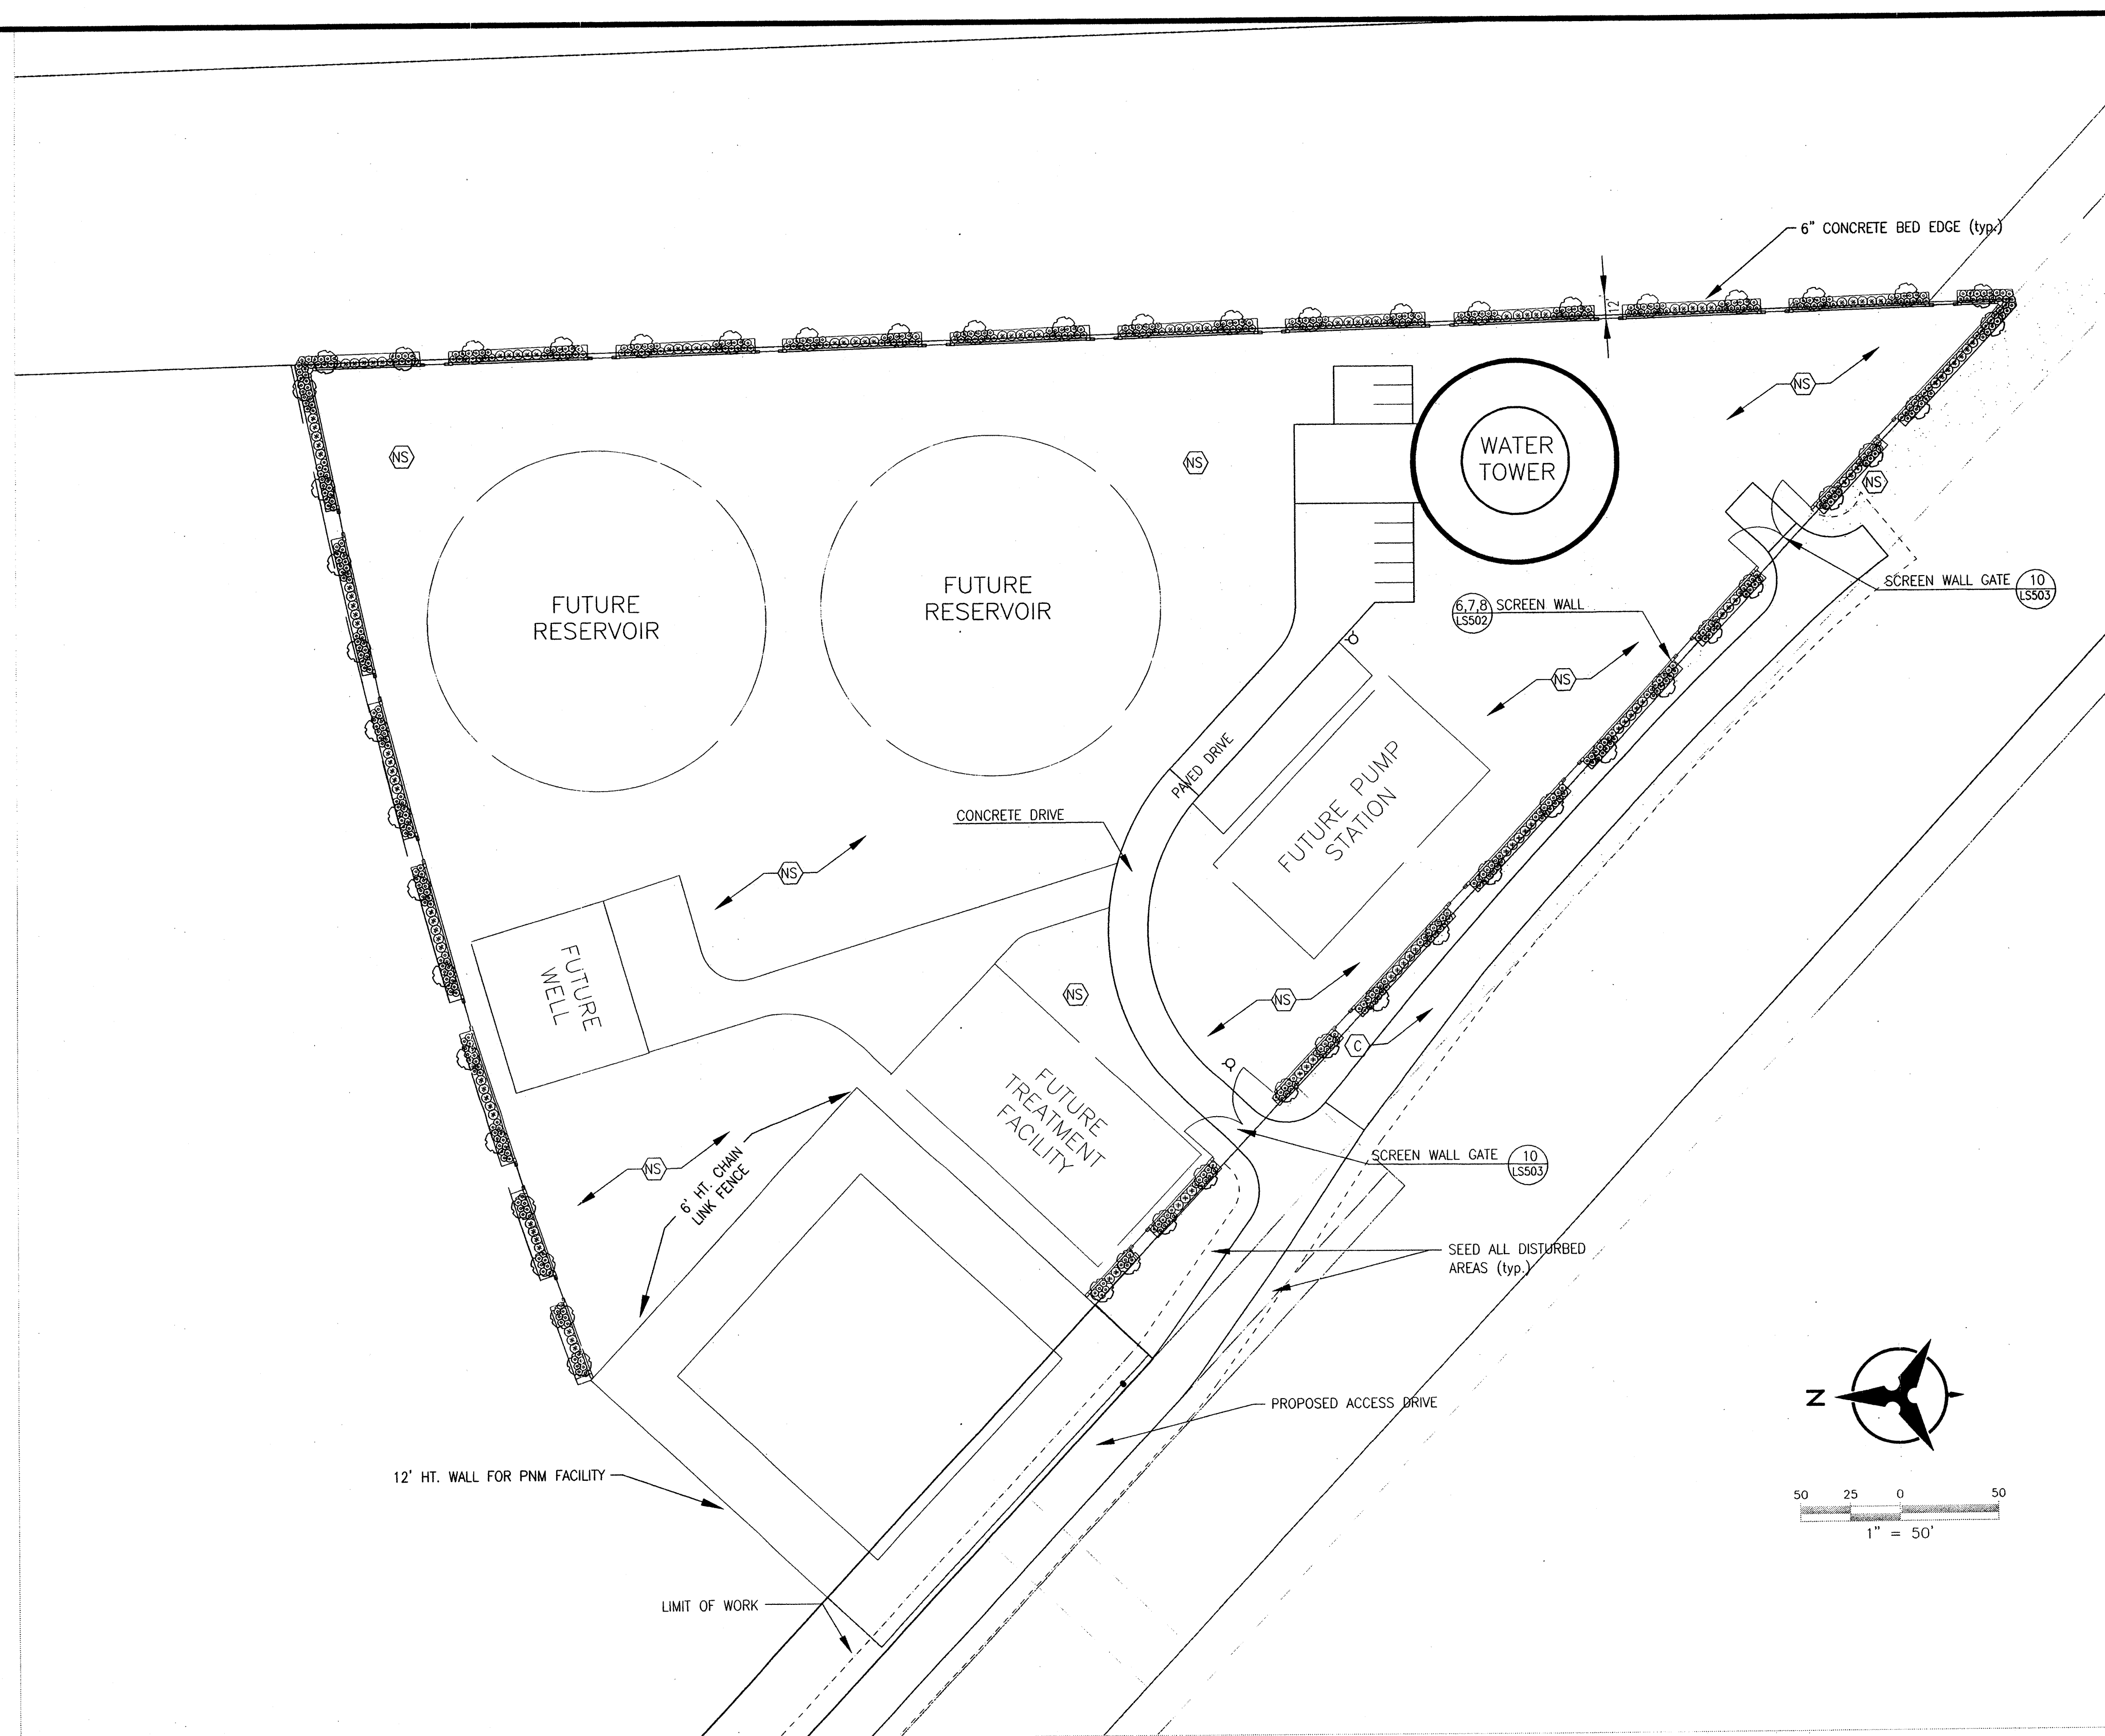 6" CONCRETE BED EDGE (typ.)
12'
NS
NS
NS
WATER
TOWER
NS
FUTURE
RESERVOIR
FUTURE
RESERVOIR
SCREEN WALL GATE
10
LS503
6,7,8
LS502
SCREEN WALL
NS
PAVED DRIVE
FUTURE PUMP
STATION
CONCRETE DRIVE
NS
FUTURE
WELL
NS
NS
C
FUTURE
TREATMENT
FACILITY
SCREEN WALL GATE
10
LS503
NS
6' HT. CHAIN
LINK FENCE
SEED ALL DISTURBED
AREAS (typ.)
PROPOSED ACCESS DRIVE
N
12' HT. WALL FOR PNM FACILITY
50 25 0 50
1" = 50'
LIMIT OF WORK